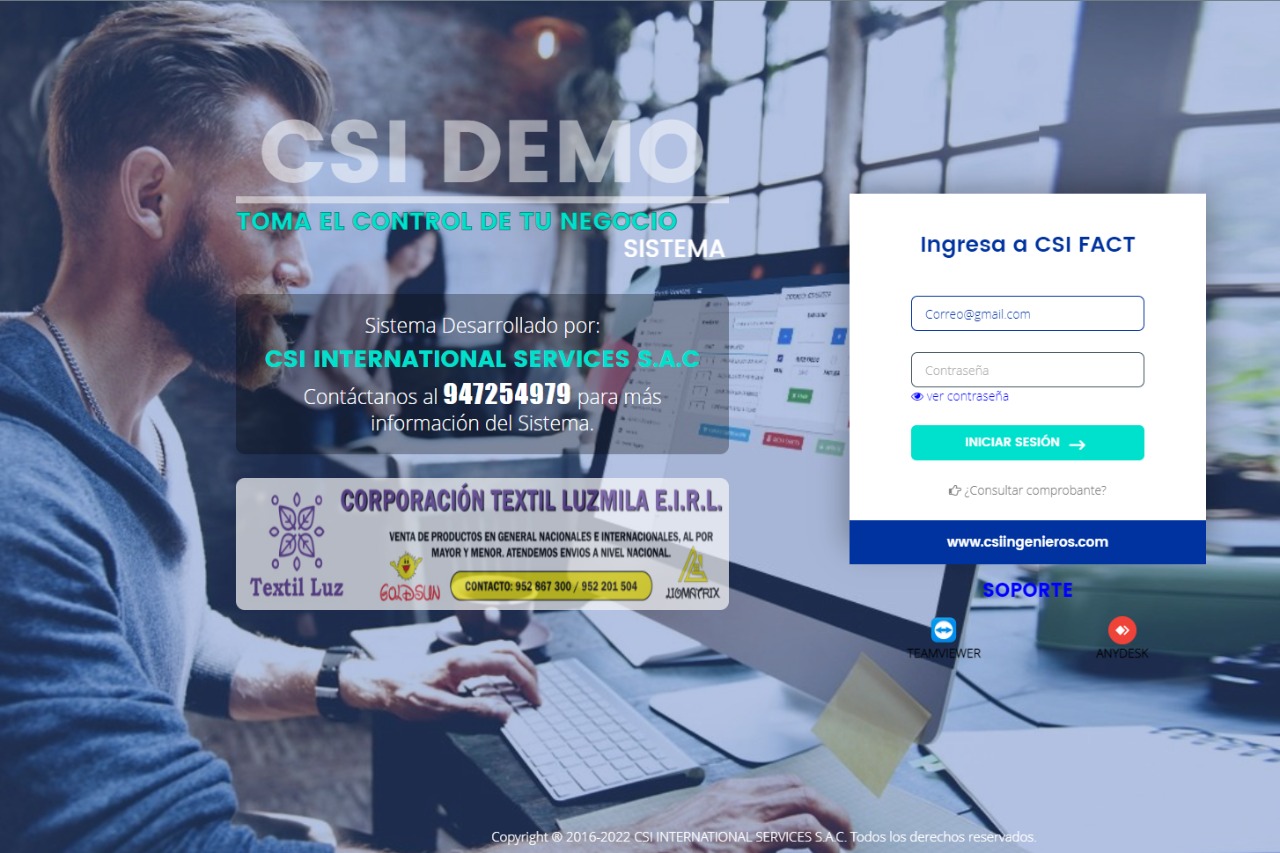 CSI DEMO
TOMA EL CONTROL DE TU NEGOCIO
SISTEMA
Sistema Desarrollado por:
CSI INTERNATIONAL SERVICES S.A.C
Contáctanos al 947254979 para más
información del Sistema.
CORPORACIÓN TEXTIL LUZMILA E.I.R.L.
VENTA DE PRODUCTOS EN GENERAL NACIONALES E INTERNACIONALES, AL POR
MAYOR Y MENOR. ATENDEMOS ENVIOS A NIVEL NACIONAL.
Textil Luz
GOLDSUN
CONTACTO: 952 867 300 / 952 201 504
Ingresa a CSI FACT
Correo@gmail.com
Contraseña
ver contraseña
INICIAR SESIÓN
¿Consultar comprobante?
www.csiingenieros.com
SOPORTE
TEAMVIEWER
ANYDESK
Copyright ® 2016-2022 CSI INTERNATIONAL SERVICES S.A.C. Todos los derechos reservados.